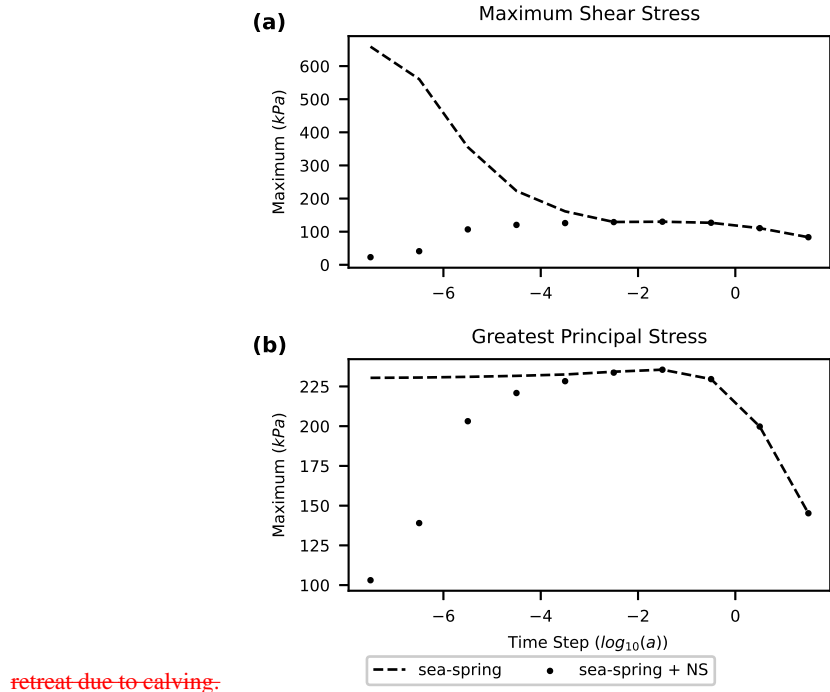 (a)
Maximum Shear Stress
Maximum (kPa)
600
500
400
300
200
100
0
−6
−4
−2
0
(b)
Greatest Principal Stress
Maximum (kPa)
225
200
175
150
125
100
−6
−4
−2
0
Time Step (log10(a))
sea-spring
sea-spring + NS
retreat due to calving.